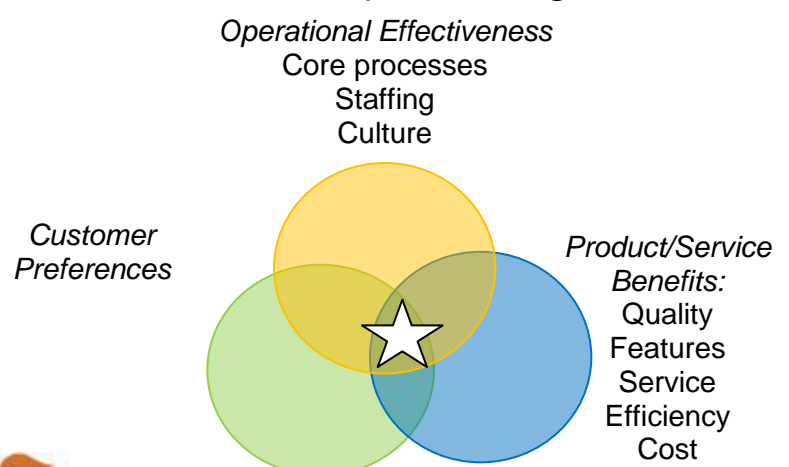 Operational Effectiveness
Core processes
Staffing
Culture
Customer
Preferences
Product/Service
Benefits:
Quality
Features
Service
Efficiency
Cost